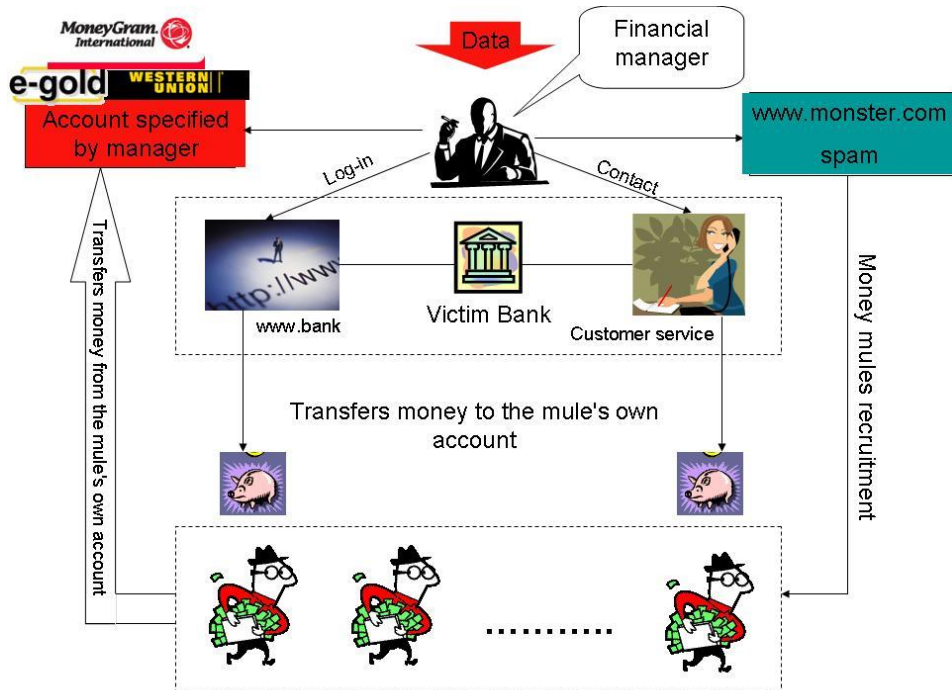 MoneyGram.
International
e-gold
WESTERN
UNION
Account specified
by manager
Data
Financial
manager
www.monster.com
spam
Log-in
Contact
http://www
www.bank
Victim Bank
Customer service
Transfers money to the mule's own
account
Transfers money from the mule's own account
Money mules recruitment
...........